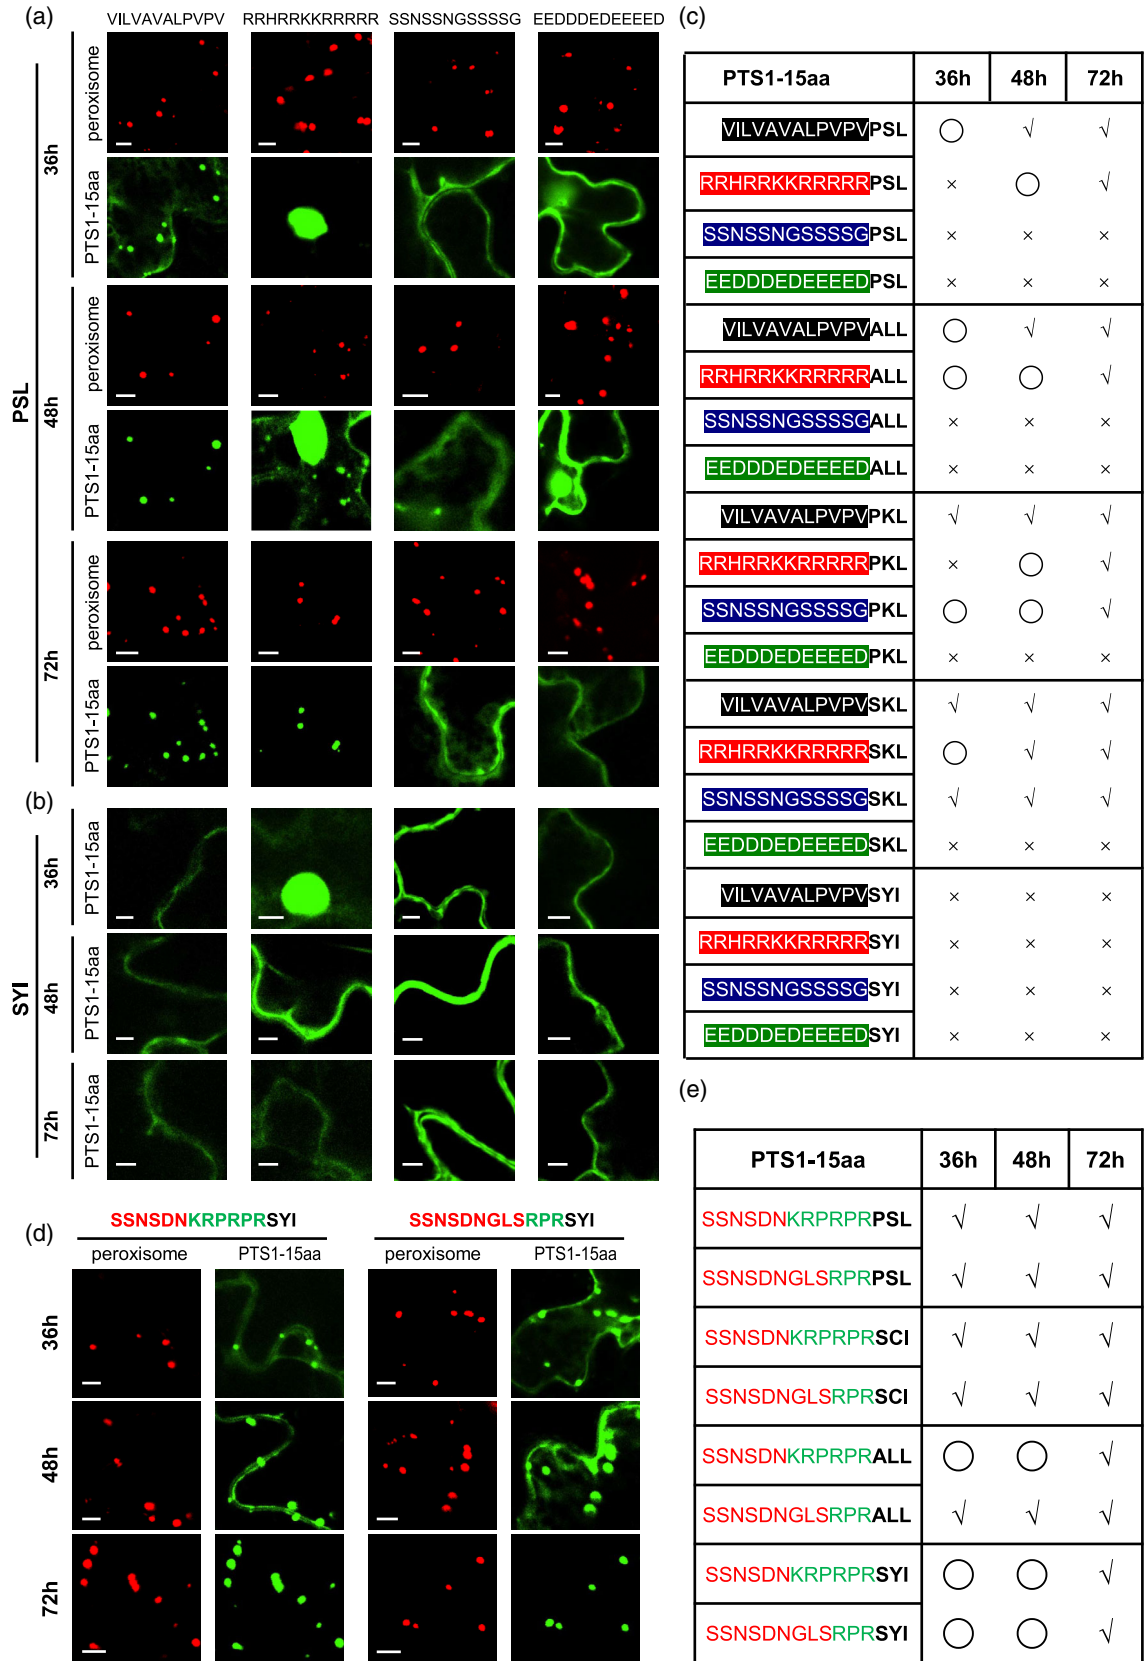 (a)
VILVAVALPVPV RRHRRKKRRRRR SSNSSNGSSSSG EEDDDEDEEEED
PSL
36h
peroxisome
PTS1-15aa
48h
peroxisome
PTS1-15aa
72h
peroxisome
PTS1-15aa
(b)
SYI
36h
PTS1-15aa
48h
PTS1-15aa
72h
PTS1-15aa
(c)
PTS1-15aa 36h 48h 72h
VILVAVALPVPVPSL ○ √ √
RRHRRKKRRRRRPSL × ○ √
SSNSSNGSSSSGPSL × × ×
EEDDDEDEEEEDPSL × × ×
VILVAVALPVPVALL ○ √ √
RRHRRKKRRRRRALL ○ ○ √
SSNSSNGSSSSGALL × × ×
EEDDDEDEEEEDALL × × ×
VILVAVALPVPVPKL √ √ √
RRHRRKKRRRRRPKL × ○ √
SSNSSNGSSSSGPKL ○ ○ √
EEDDDEDEEEEDPKL × × ×
VILVAVALPVPVSKL √ √ √
RRHRRKKRRRRRSKL ○ √ √
SSNSSNGSSSSGSKL √ √ √
EEDDDEDEEEEDSKL × × ×
VILVAVALPVPVSYI × × ×
RRHRRKKRRRRRSYI × × ×
SSNSSNGSSSSGSYI × × ×
EEDDDEDEEEEDSYI × × ×
(d)
SSNSDNKRPRPRSYI SSNSDNGLSRPRSYI
peroxisome PTS1-15aa peroxisome PTS1-15aa
36h
48h
72h
(e)
PTS1-15aa 36h 48h 72h
SSNSDNKRPRPRPSL √ √ √
SSNSDNGLSRPRPSL √ √ √
SSNSDNKRPRPRSCI √ √ √
SSNSDNGLSRPRSCI √ √ √
SSNSDNKRPRPRALL ○ ○ √
SSNSDNGLSRPRALL √ √ √
SSNSDNKRPRPRSYI ○ ○ √
SSNSDNGLSRPRSYI ○ ○ √